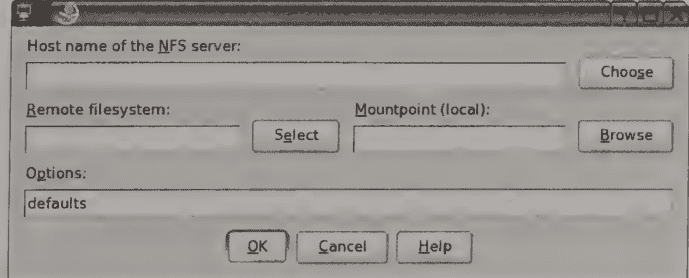 Host name of the NFS server:
Choose
Remote filesystem: Mountpoint (local):
Select Browse
Options:
defaults
OK Cancel Help